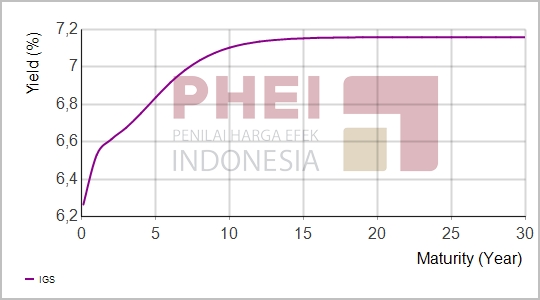 Yield (%)
7,2
7
6,8
6,6
6,4
6,2
PHEI
PENILAI HARGA EFEK
INDONESIA
0
5
10
15
20
25
30
Maturity (Year)
IGS